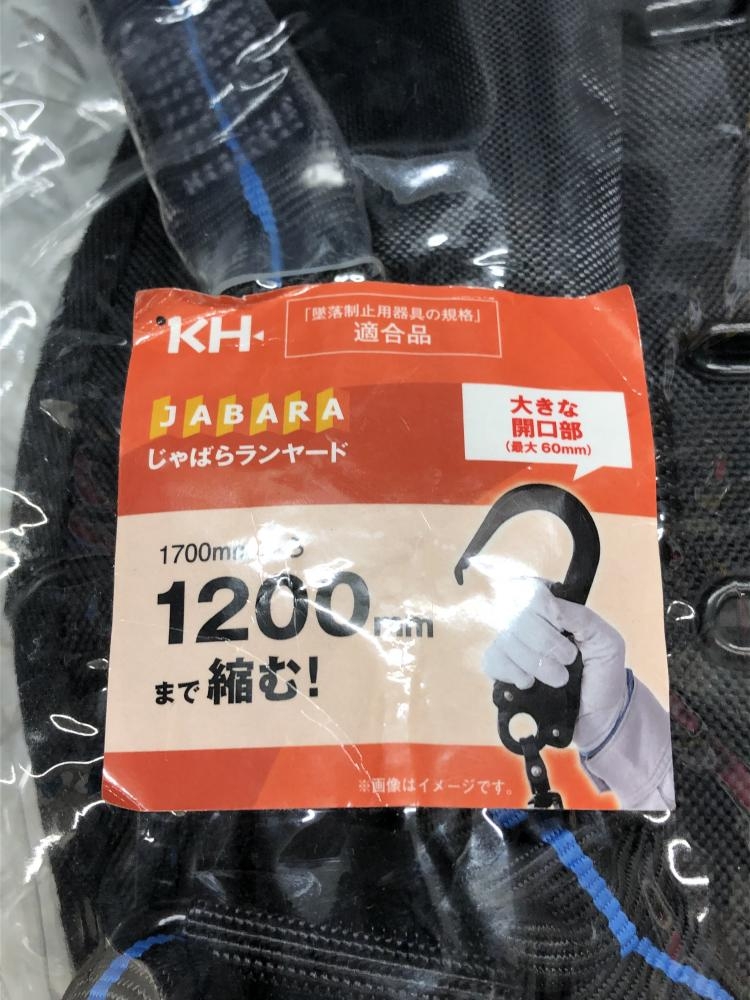 KH
「墜落制止用器具の規格」
適合品
JABARA
じゃばらランヤード
大きな
開口部
(最大 60mm)
1700mm
1200mm
まで縮む!
※画像はイメージです。